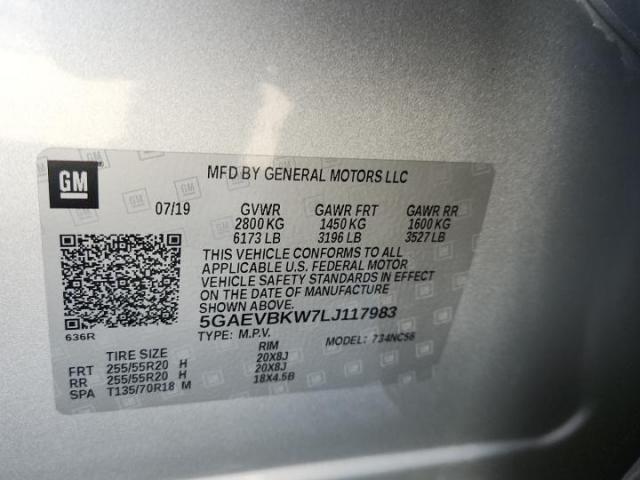 GM
MFD BY GENERAL MOTORS LLC
07/19 GVWR GAWR FRT GAWR RR
2800 KG 1450 KG 1600 KG
6173 LB 3196 LB 3527 LB
THIS VEHICLE CONFORMS TO ALL
APPLICABLE U.S. FEDERAL MOTOR
VEHICLE SAFETY STANDARDS IN EFFECT
ON THE DATE OF MANUFACTURE
SHOWN ABOVE.
636R
5GAEVBKW7LJ117983
TYPE: M.P.V. 734NC56
TIRE SIZE RIM
FRT 255/55R20 H 20X8J
RR 255/55R20 H 20X8J
SPA T135/70R18 M 18X4.5B